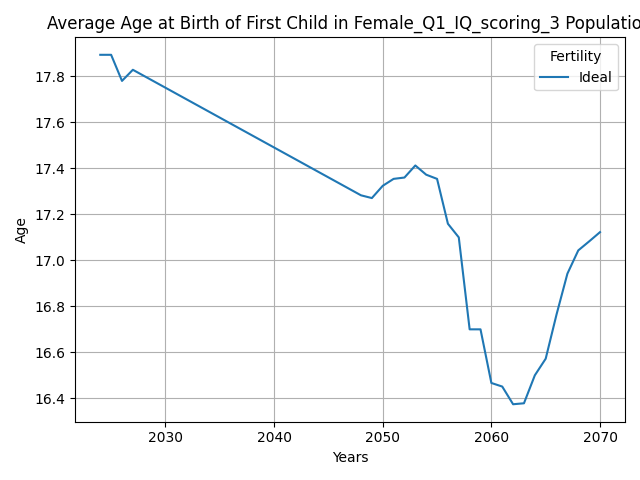 Average Age at Birth of First Child in Female_Q1_IQ_scoring_3 Populatio
Fertility
Ideal
17.8
17.6
17.4
17.2
17.0
16.8
16.6
16.4
Age
2030 2040 2050 2060 2070
Years